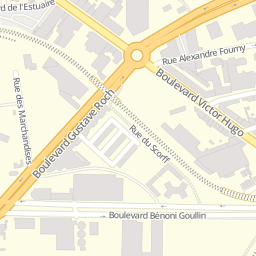 d de l'Estuaire
Rue Alexandre Fourny
Boulevard Victor Hugo
Rue des Marchandises
Boulevard Gustave Roch
Rue du Scorff
Boulevard Bénoni Goullin